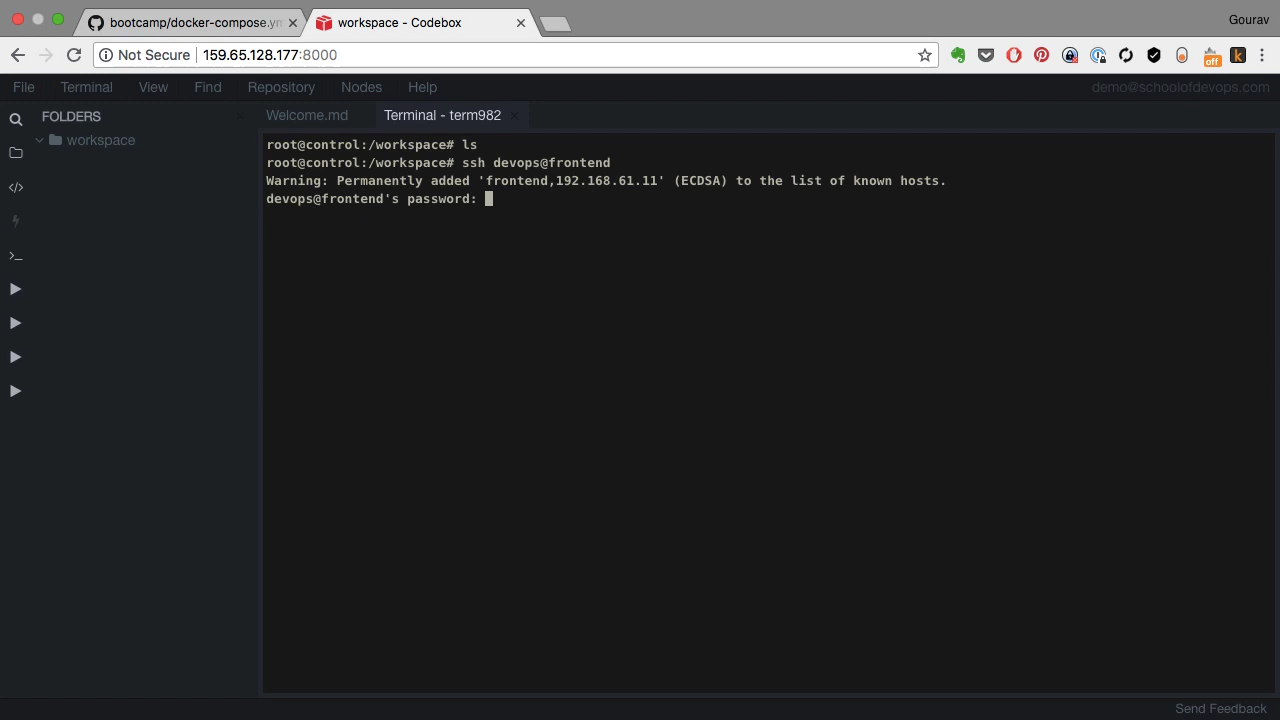 bootcamp/docker-compose.ym
workspace - Codebox
Gourav
Not Secure
159.65.128.177:8000
off
k
File Terminal View Find Repository Nodes Help
demo@schoolofdevops.com
FOLDERS
workspace
Welcome.md
Terminal - term982
root@control:/workspace# ls
root@control:/workspace# ssh devops@frontend
Warning: Permanently added 'frontend,192.168.61.11' (ECDSA) to the list of known hosts.
devops@frontend's password:
Send Feedback